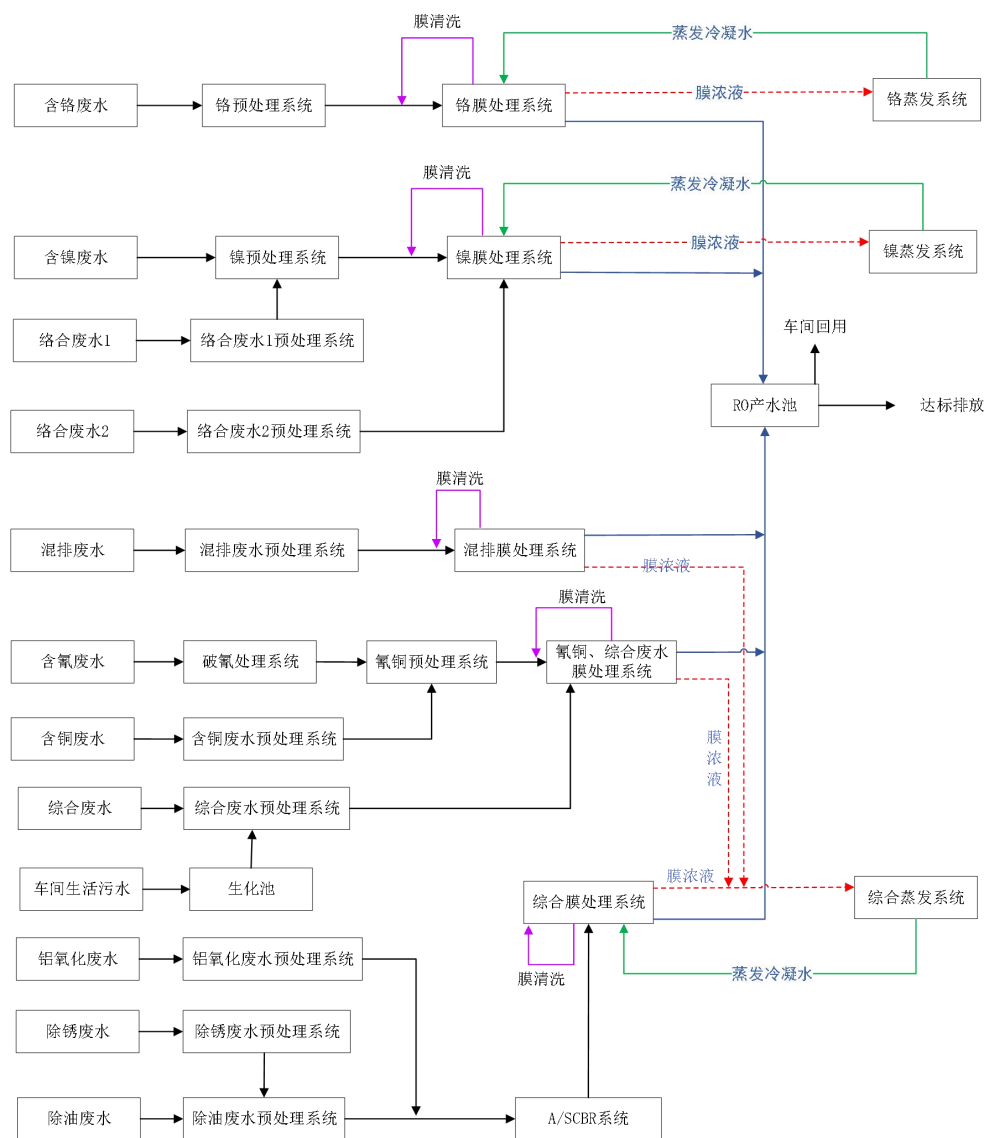 膜清洗
蒸发冷凝水
含铬废水
铬预处理系统
铬膜处理系统
膜浓液
铬蒸发系统
膜清洗
蒸发冷凝水
含镍废水
镍预处理系统
镍膜处理系统
膜浓液
镍蒸发系统
络合废水1
络合废水1预处理系统
车间回用
RO产水池
达标排放
络合废水2
络合废水2预处理系统
膜清洗
混排废水
混排废水预处理系统
混排膜处理系统
膜浓液
膜清洗
含氰废水
破氰处理系统
氰铜预处理系统
氰铜、综合废水
膜处理系统
含铜废水
含铜废水预处理系统
膜
浓
液
综合废水
综合废水预处理系统
车间生活污水
生化池
膜浓液
综合膜处理系统
综合蒸发系统
铝氧化废水
铝氧化废水预处理系统
膜清洗
蒸发冷凝水
除锈废水
除锈废水预处理系统
除油废水
除油废水预处理系统
A/SCBR系统